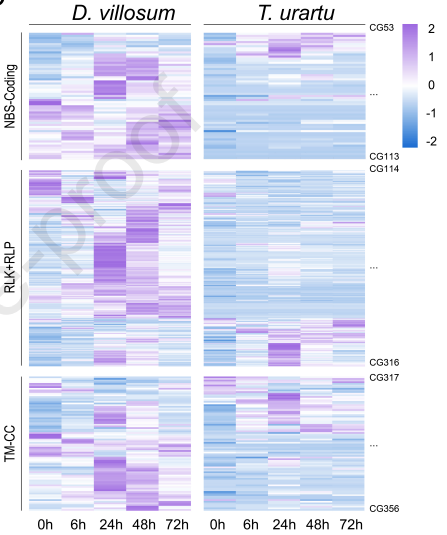 D. villosum T. urartu
CG53
2
1
0
-1
-2
NBS-Coding
...
CG113
CG114
RLK+RLP
...
CG316
CG317
TM-CC
...
CG356
0h 6h 24h 48h 72h 0h 6h 24h 48h 72h
e-proof